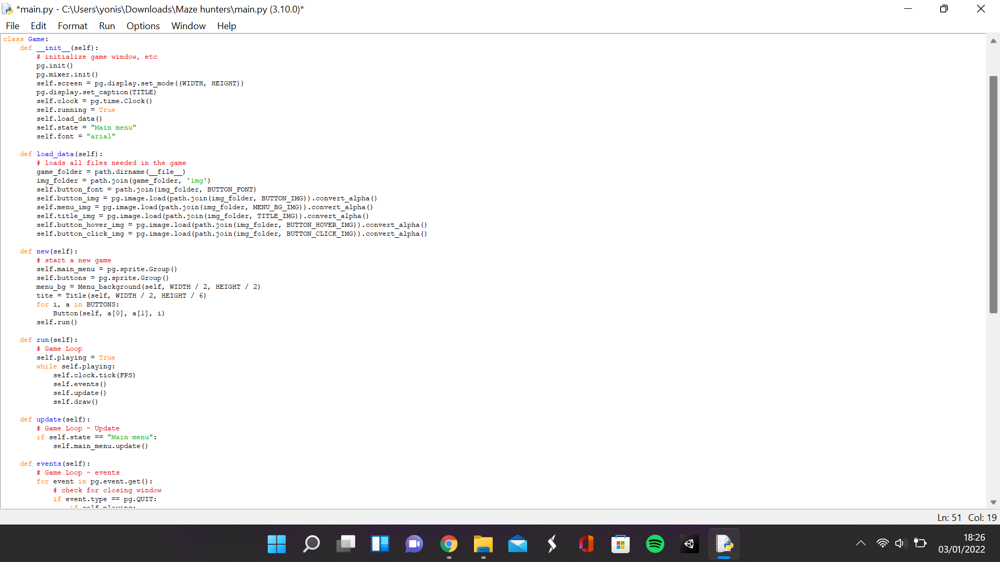 *main.py - C:\Users\yonis\Downloads\Maze hunters\main.py (3.10.0)*
File Edit Format Run Options Window Help
class Game:
    def __init__(self):
        # initialize game window, etc
        pg.init()
        pg.mixer.init()
        self.screen = pg.display.set_mode((WIDTH, HEIGHT))
        pg.display.set_caption(TITLE)
        self.clock = pg.time.Clock()
        self.running = True
        self.load_data()
        self.state = "Main menu"
        self.font = "arial"
    def load_data(self):
        # loads all files needed in the game
        game_folder = path.dirname(__file__)
        img_folder = path.join(game_folder, 'img')
        self.button_font = path.join(img_folder, BUTTON_FONT)
        self.button_img = pg.image.load(path.join(img_folder, BUTTON_IMG)).convert_alpha()
        self.menu_img = pg.image.load(path.join(img_folder, MENU_BG_IMG)).convert_alpha()
        self.title_img = pg.image.load(path.join(img_folder, TITLE_IMG)).convert_alpha()
        self.button_hover_img = pg.image.load(path.join(img_folder, BUTTON_HOVER_IMG)).convert_alpha()
        self.button_click_img = pg.image.load(path.join(img_folder, BUTTON_CLICK_IMG)).convert_alpha()
    def new(self):
        # start a new game
        self.main_menu = pg.sprite.Group()
        self.buttons = pg.sprite.Group()
        menu_bg = Menu_background(self, WIDTH / 2, HEIGHT / 2)
        tite = Title(self, WIDTH / 2, HEIGHT / 6)
        for i, a in BUTTONS:
            Button(self, a[0], a[1], i)
        self.run()
    def run(self):
        # Game Loop
        self.playing = True
        while self.playing:
            self.clock.tick(FPS)
            self.events()
            self.update()
            self.draw()
    def update(self):
        # Game Loop - Update
        if self.state == "Main menu":
            self.main_menu.update()
    def events(self):
        # Game Loop - events
        for event in pg.event.get():
            # check for closing window
            if event.type == pg.QUIT:
                if self.playing:
Ln: 51 Col: 19
18:26
03/01/2022